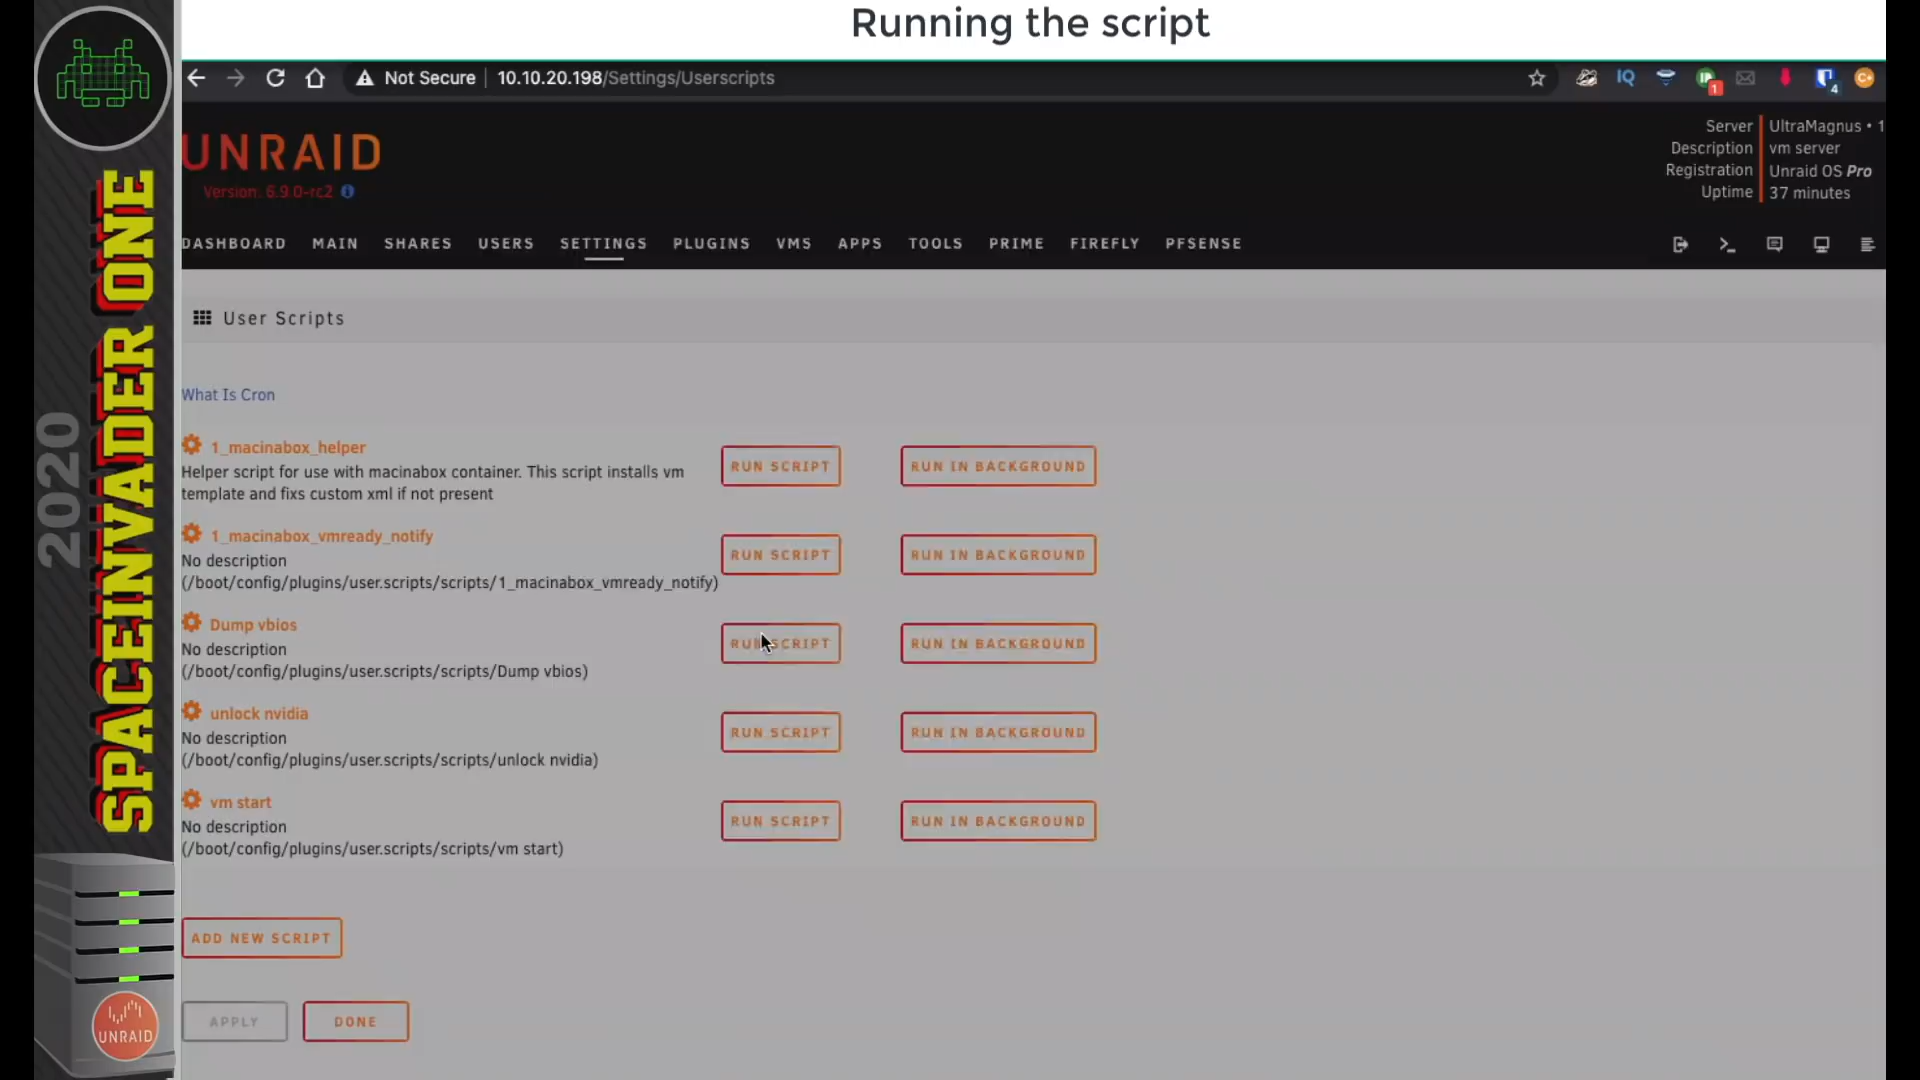 Running the script
Not Secure | 10.10.20.198/Settings/Userscripts
IQ
1
4
UNRAID
Version: 6.9.0-rc2
Server UltraMagnus • 1
Description vm server
Registration Unraid OS Pro
Uptime 37 minutes
DASHBOARD MAIN SHARES USERS SETTINGS PLUGINS VMS APPS TOOLS PRIME FIREFLY PFSENSE
User Scripts
What Is Cron
1_macinabox_helper
Helper script for use with macinabox container. This script installs vm
template and fixs custom xml if not present
RUN SCRIPT RUN IN BACKGROUND
1_macinabox_vmready_notify
No description
(/boot/config/plugins/user.scripts/scripts/1_macinabox_vmready_notify)
RUN SCRIPT RUN IN BACKGROUND
Dump vbios
No description
(/boot/config/plugins/user.scripts/scripts/Dump vbios)
RUN SCRIPT RUN IN BACKGROUND
unlock nvidia
No description
(/boot/config/plugins/user.scripts/scripts/unlock nvidia)
RUN SCRIPT RUN IN BACKGROUND
vm start
No description
(/boot/config/plugins/user.scripts/scripts/vm start)
RUN SCRIPT RUN IN BACKGROUND
ADD NEW SCRIPT
APPLY DONE
2020
SPACEINVADER ONE
UNRAID